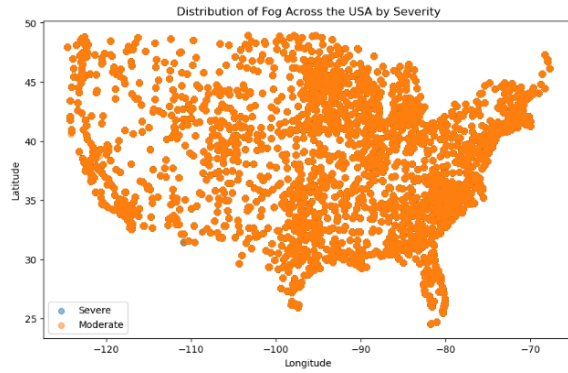 Distribution of Fog Across the USA by Severity
Latitude
50
45
40
35
30
25
Severe
Moderate
−120
−110
−100
−90
−80
−70
Longitude